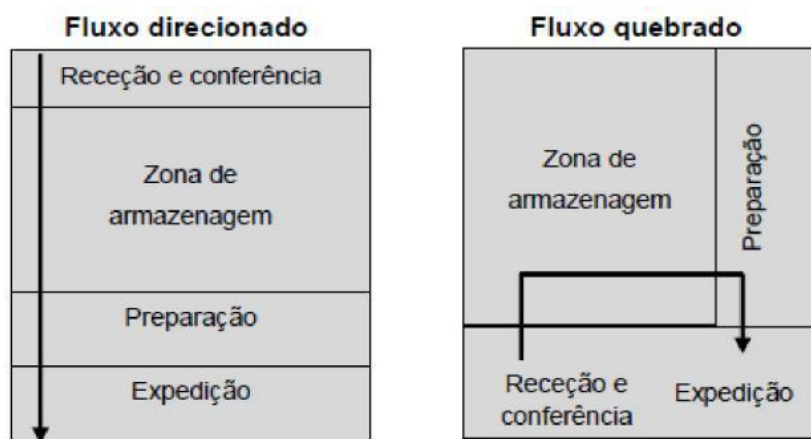 Fluxo direcionado
Receção e conferência
Zona de
armazenagem
Preparação
Expedição
Fluxo quebrado
Zona de
armazenagem
Preparação
Receção e
conferência
Expedição